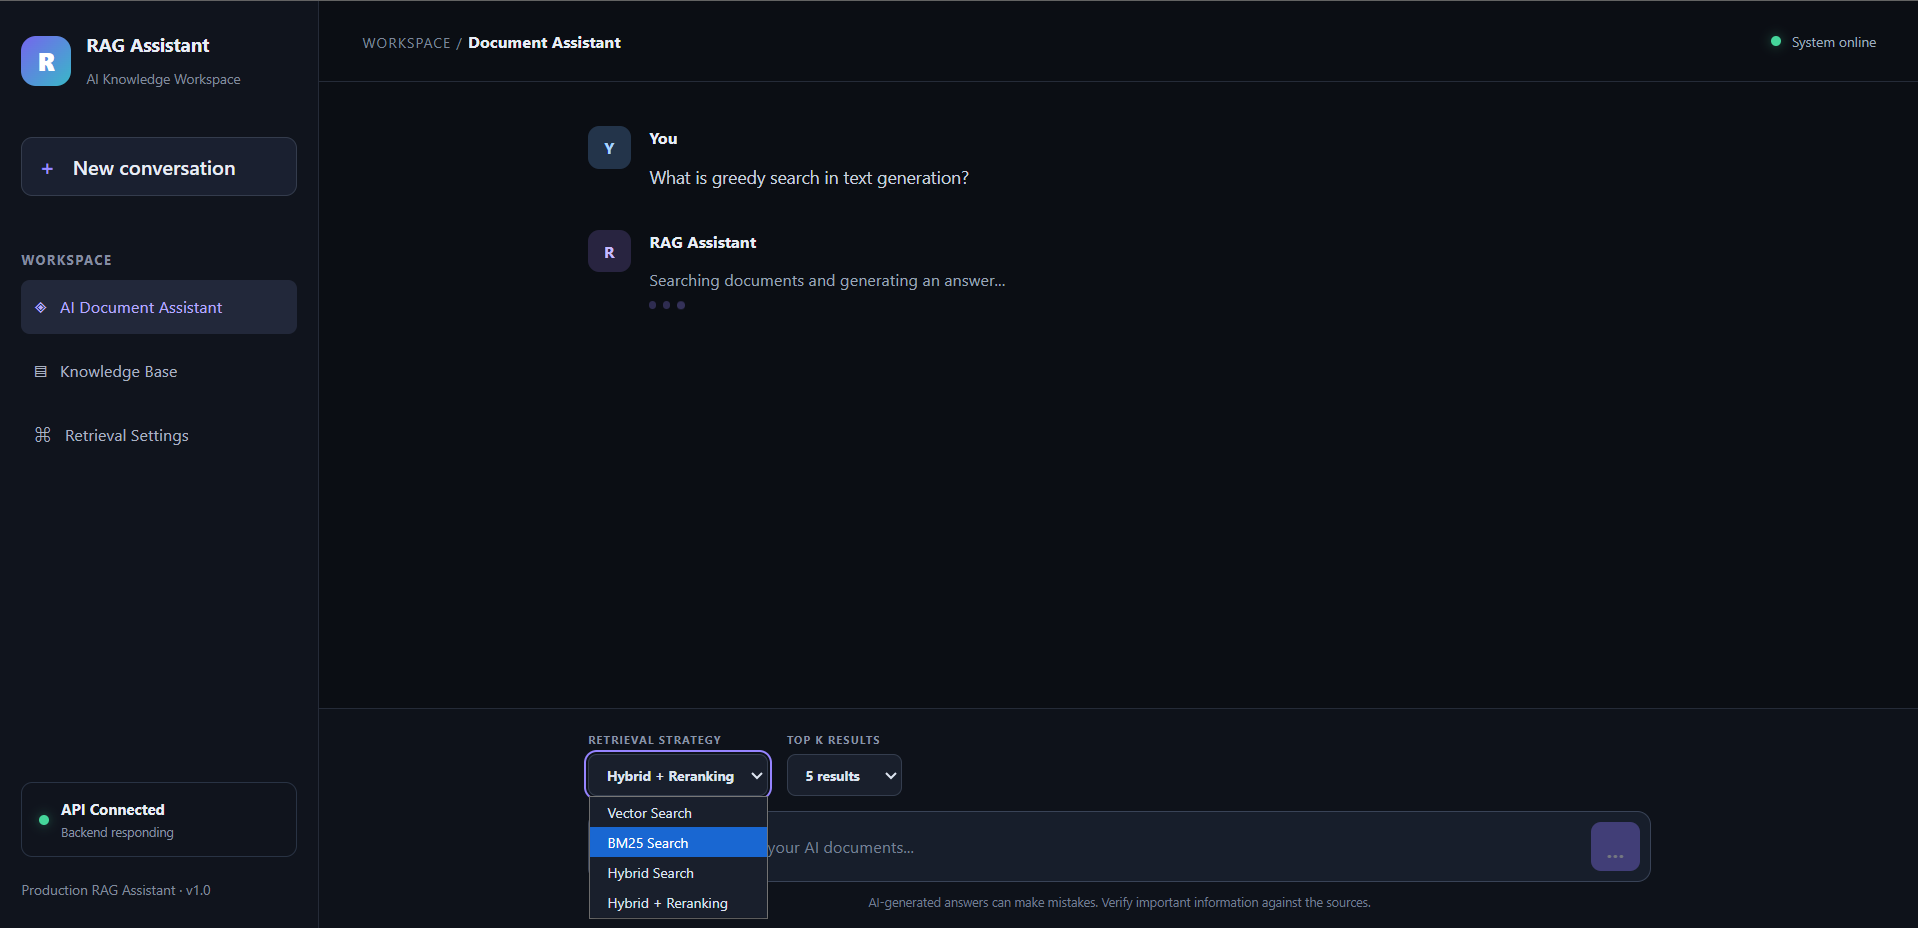 R
RAG Assistant
AI Knowledge Workspace
+ New conversation
WORKSPACE
AI Document Assistant
Knowledge Base
⌘ Retrieval Settings
API Connected
Backend responding
Production RAG Assistant · v1.0
WORKSPACE / Document Assistant
System online
Y
You
What is greedy search in text generation?
R
RAG Assistant
Searching documents and generating an answer...
RETRIEVAL STRATEGY
TOP K RESULTS
Hybrid + Reranking
5 results
Vector Search
BM25 Search
Hybrid Search
Hybrid + Reranking
your AI documents...
...
AI-generated answers can make mistakes. Verify important information against the sources.